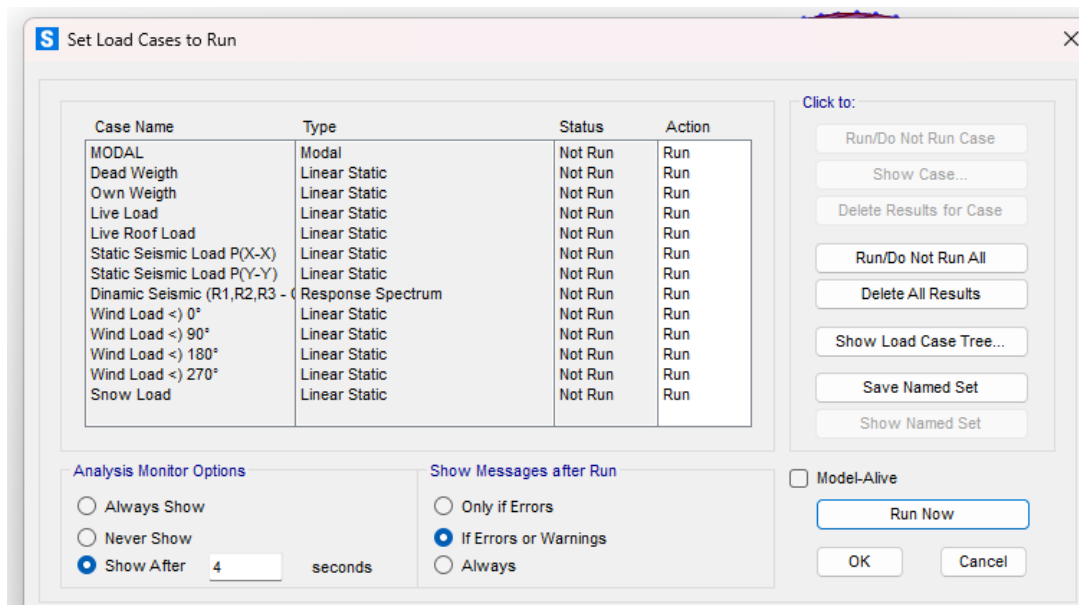 S Set Load Cases to Run
Click to:
Case Name Type Status Action
MODAL Modal Not Run Run
Dead Weigth Linear Static Not Run Run
Own Weigth Linear Static Not Run Run
Live Load Linear Static Not Run Run
Live Roof Load Linear Static Not Run Run
Static Seismic Load P(X-X) Linear Static Not Run Run
Static Seismic Load P(Y-Y) Linear Static Not Run Run
Dinamic Seismic (R1,R2,R3 - Response Spectrum Not Run Run
Wind Load <) 0° Linear Static Not Run Run
Wind Load <) 90° Linear Static Not Run Run
Wind Load <) 180° Linear Static Not Run Run
Wind Load <) 270° Linear Static Not Run Run
Snow Load Linear Static Not Run Run
Run/Do Not Run Case
Show Case...
Delete Results for Case
Run/Do Not Run All
Delete All Results
Show Load Case Tree...
Save Named Set
Show Named Set
Analysis Monitor Options
Always Show
Never Show
Show After 4 seconds
Show Messages after Run
Only if Errors
If Errors or Warnings
Always
Model-Alive
Run Now
OK Cancel